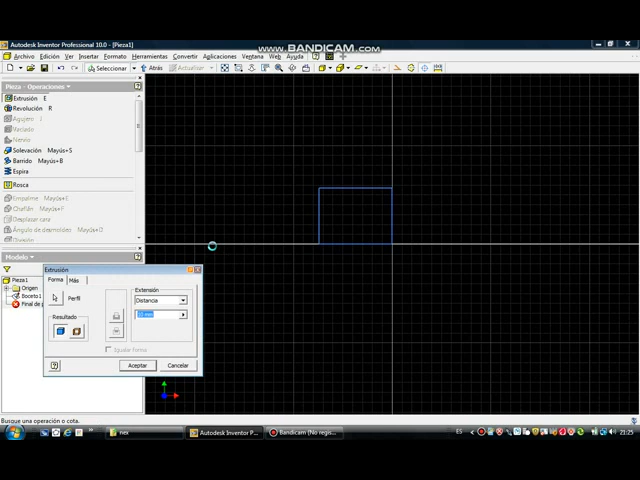 www.BANDICAM.com
Autodesk Inventor Professional 10.0 - [Pieza1]
Archivo Edición Ver Insertar Formato Herramientas Convertir Aplicaciones Ventana Web Ayuda
Seleccionar Atrás Actualizar
Pieza - Operaciones
Extrusión E
Revolución R
Agujero
Vaciado
Nervio
Solevación Mayús+S
Barrido Mayús+B
Espira
Rosca
Empalme Mayús+E
Chaflán Mayús+F
Desplazar cara
Ángulo de desmoldeo Mayús+D
División
Modelo
Pieza1
Origen
Boceto1
Final de
Extrusión
Forma Más
Perfil
Extensión
Distancia
10 mm
Resultado
Ajustar forma
Aceptar Cancelar
Busque una operación o cota.
nex
Autodesk Inventor P...
Bandicam [No regis...
ES
21:25